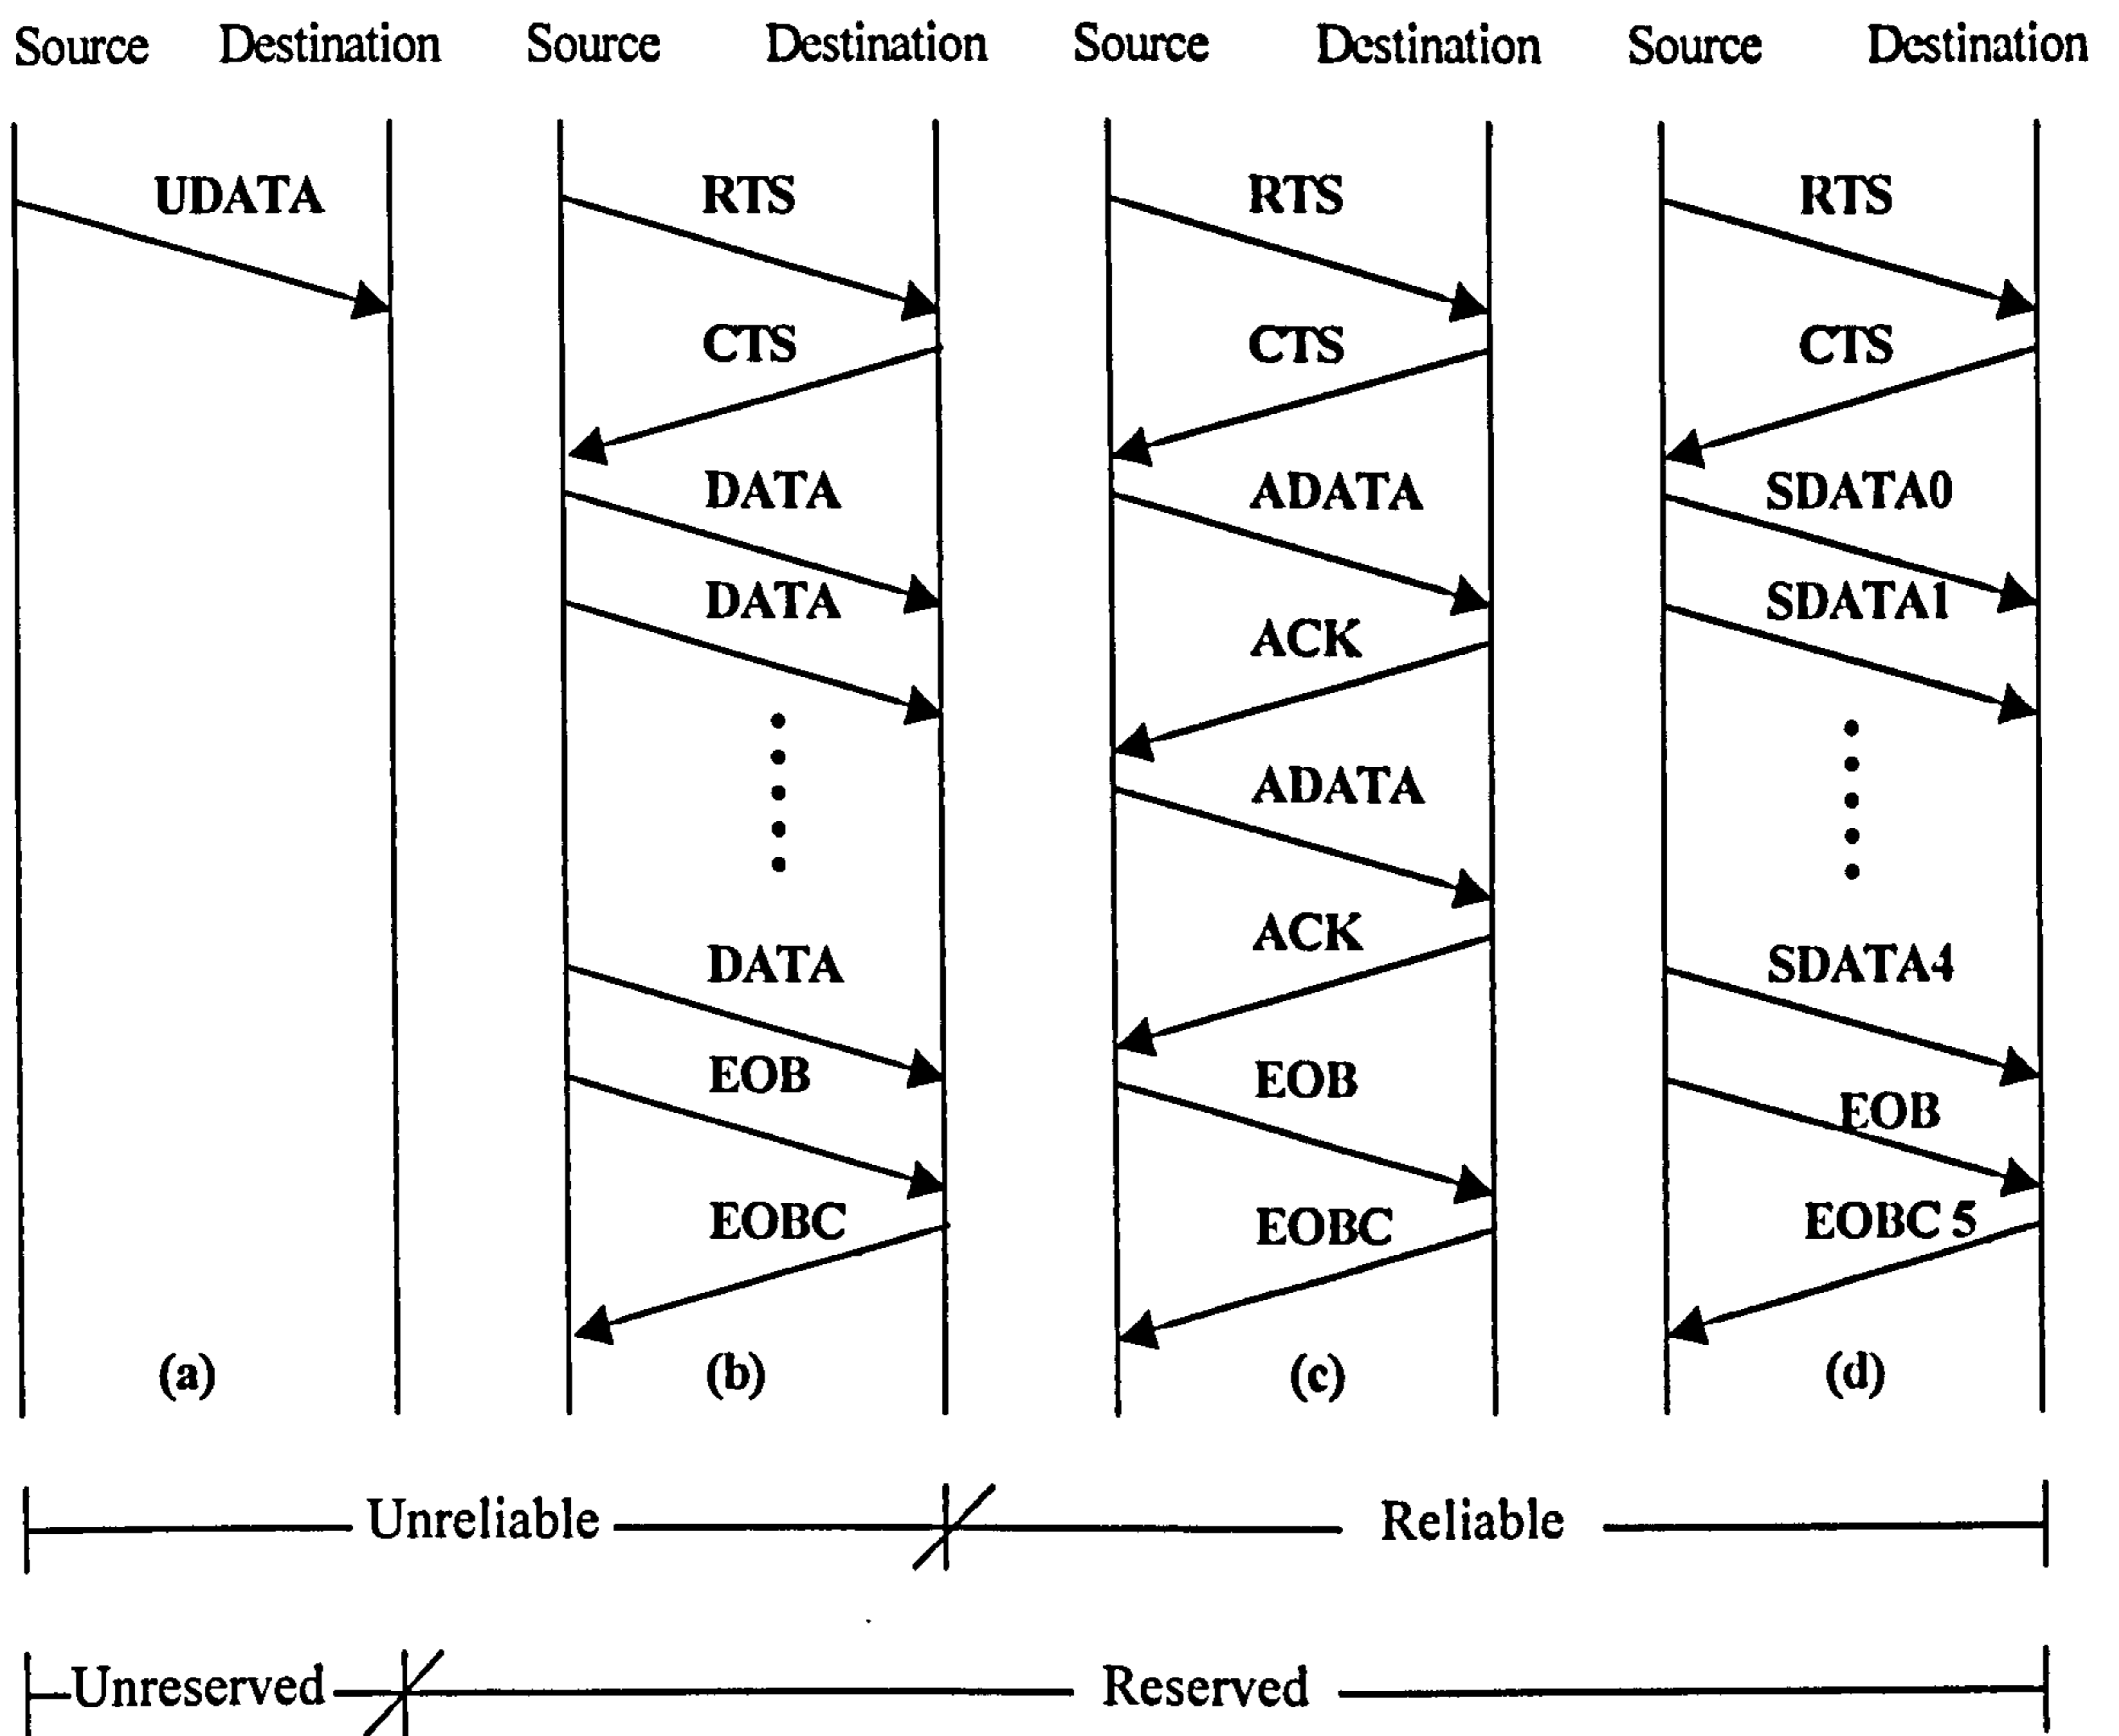 Source Destination Source Destination Source Destination Source Destination
UDATA RTS RTS RTS
CTS CTS CTS
DATA ADATA SDATA0
DATA SDATA1
ACK
ADATA
ACK
DATA SDATA4
EOB EOB EOB
EOBC EOBC EOBC 5
(a) (b) (c) (d)
Unreliable Reliable
Unreserved Reserved